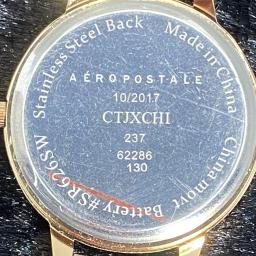 Stainless Steel Back
Made in China
AÉROPOSTALE
10/2017
CTJXCHI
237
62286
130
China movt
Battery #SR626SW